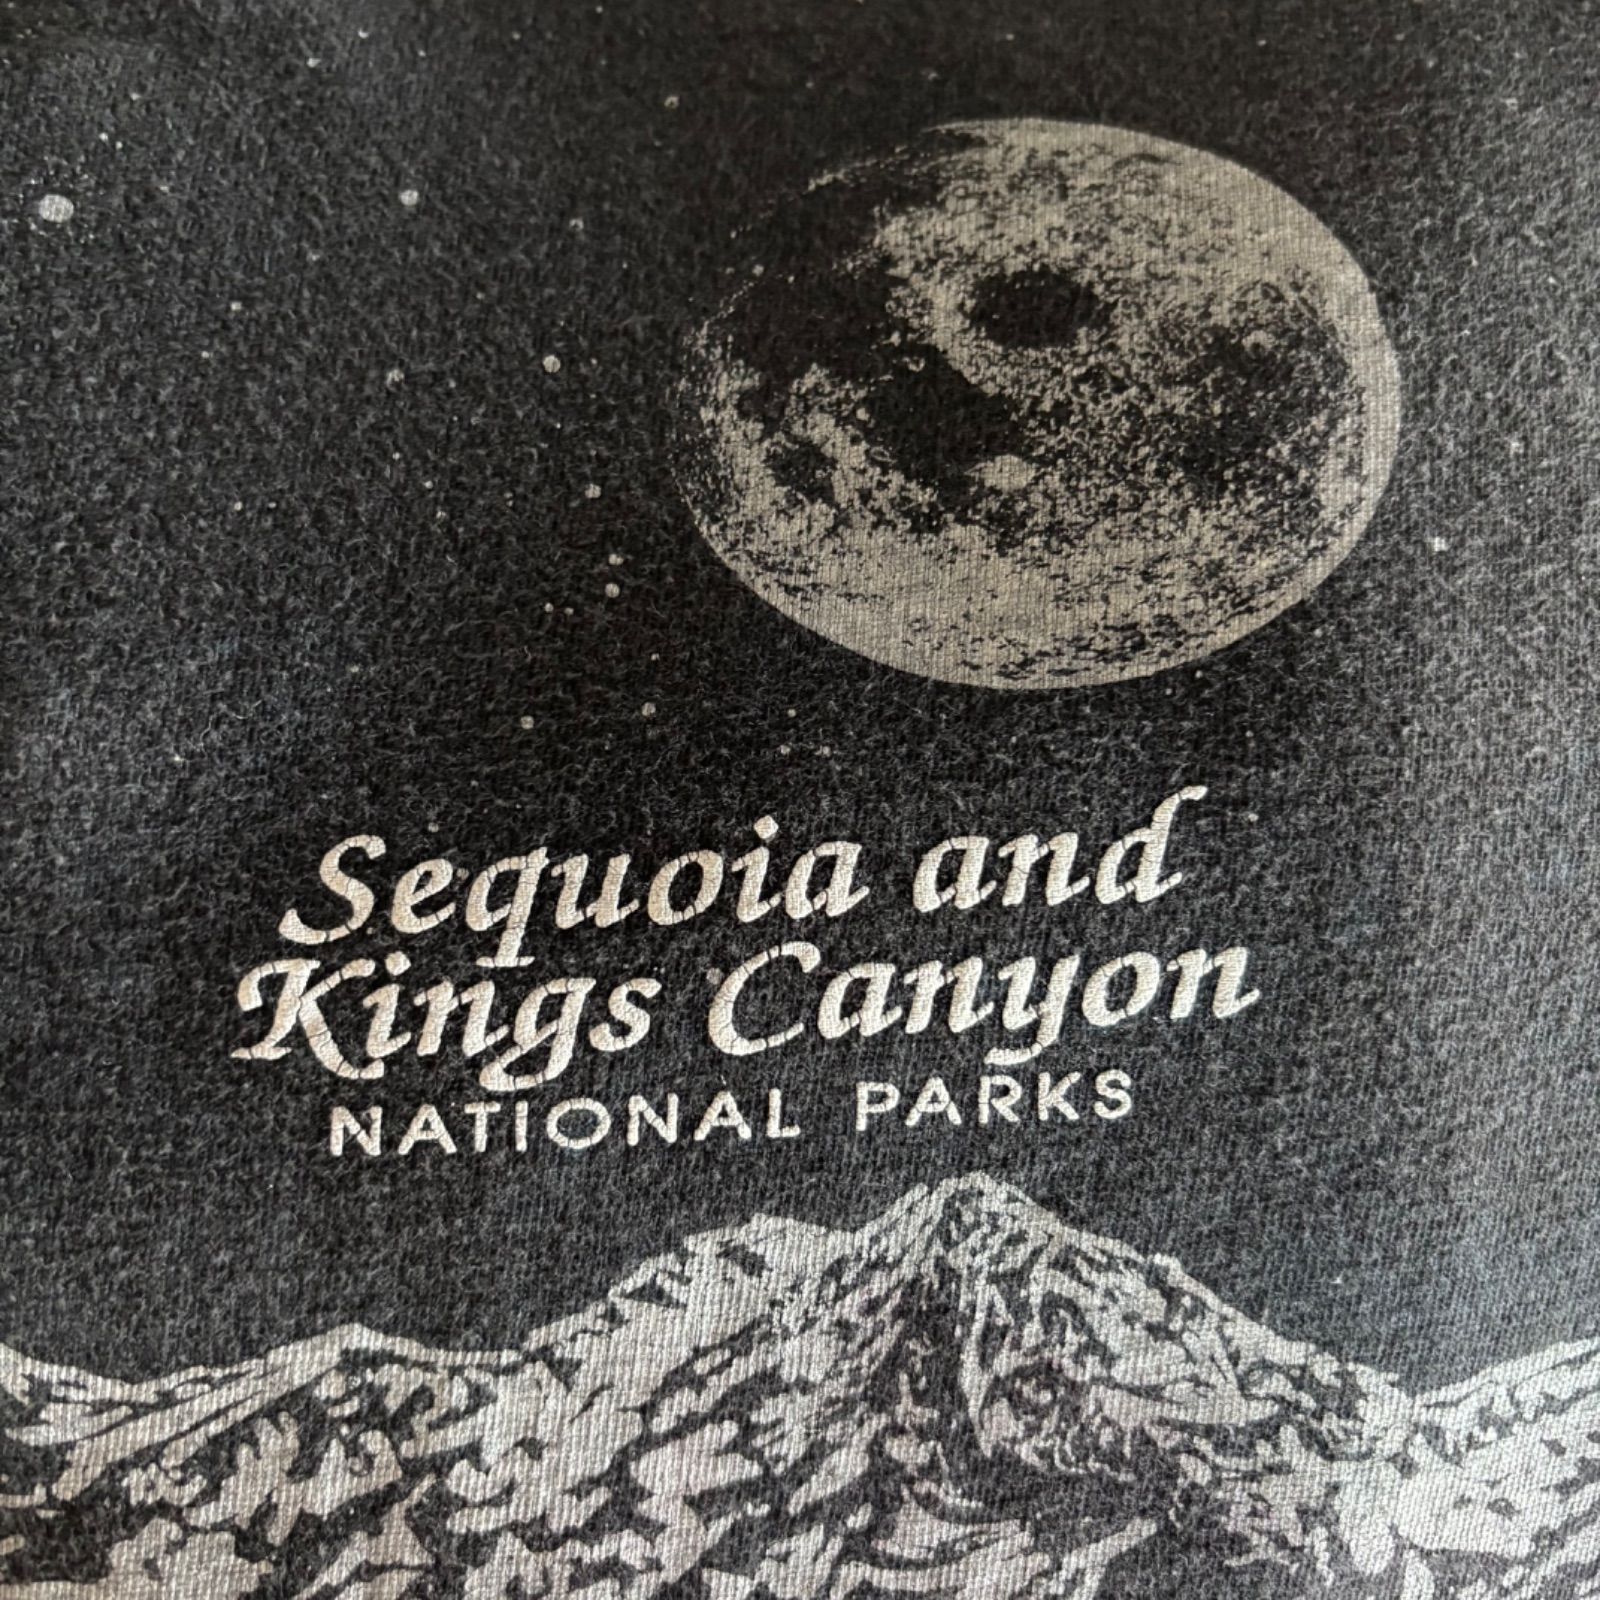 Sequoia and
Kings Canyon
NATIONAL PARKS